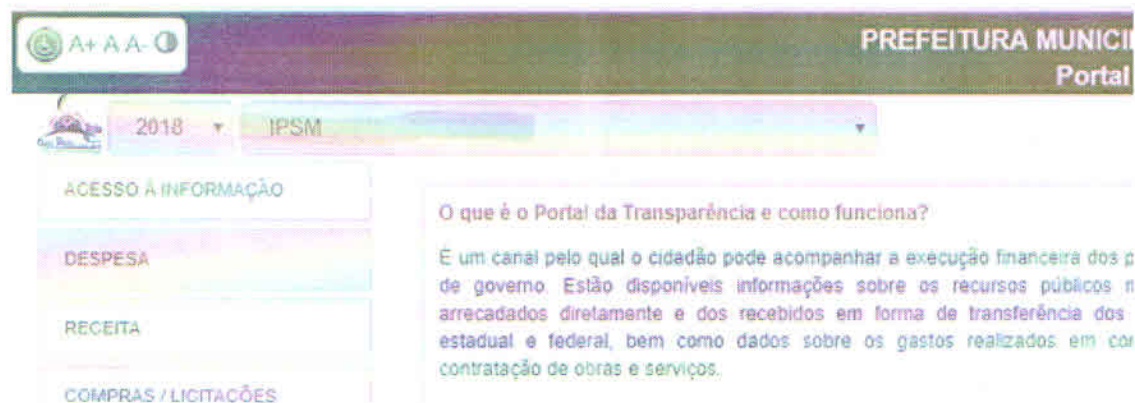 A+ A A-
PREFEITURA MUNICI
Portal
2018 IPSM
ACESSO À INFORMAÇÃO
DESPESA
RECEITA
COMPRAS / LICITAÇÕES
O que é o Portal da Transparência e como funciona?
É um canal pelo qual o cidadão pode acompanhar a execução financeira dos p
de governo. Estão disponíveis informações sobre os recursos públicos
arrecadados diretamente e dos recebidos em forma de transferência dos
estadual e federal, bem como dados sobre os gastos realizados em
contratação de obras e serviços.